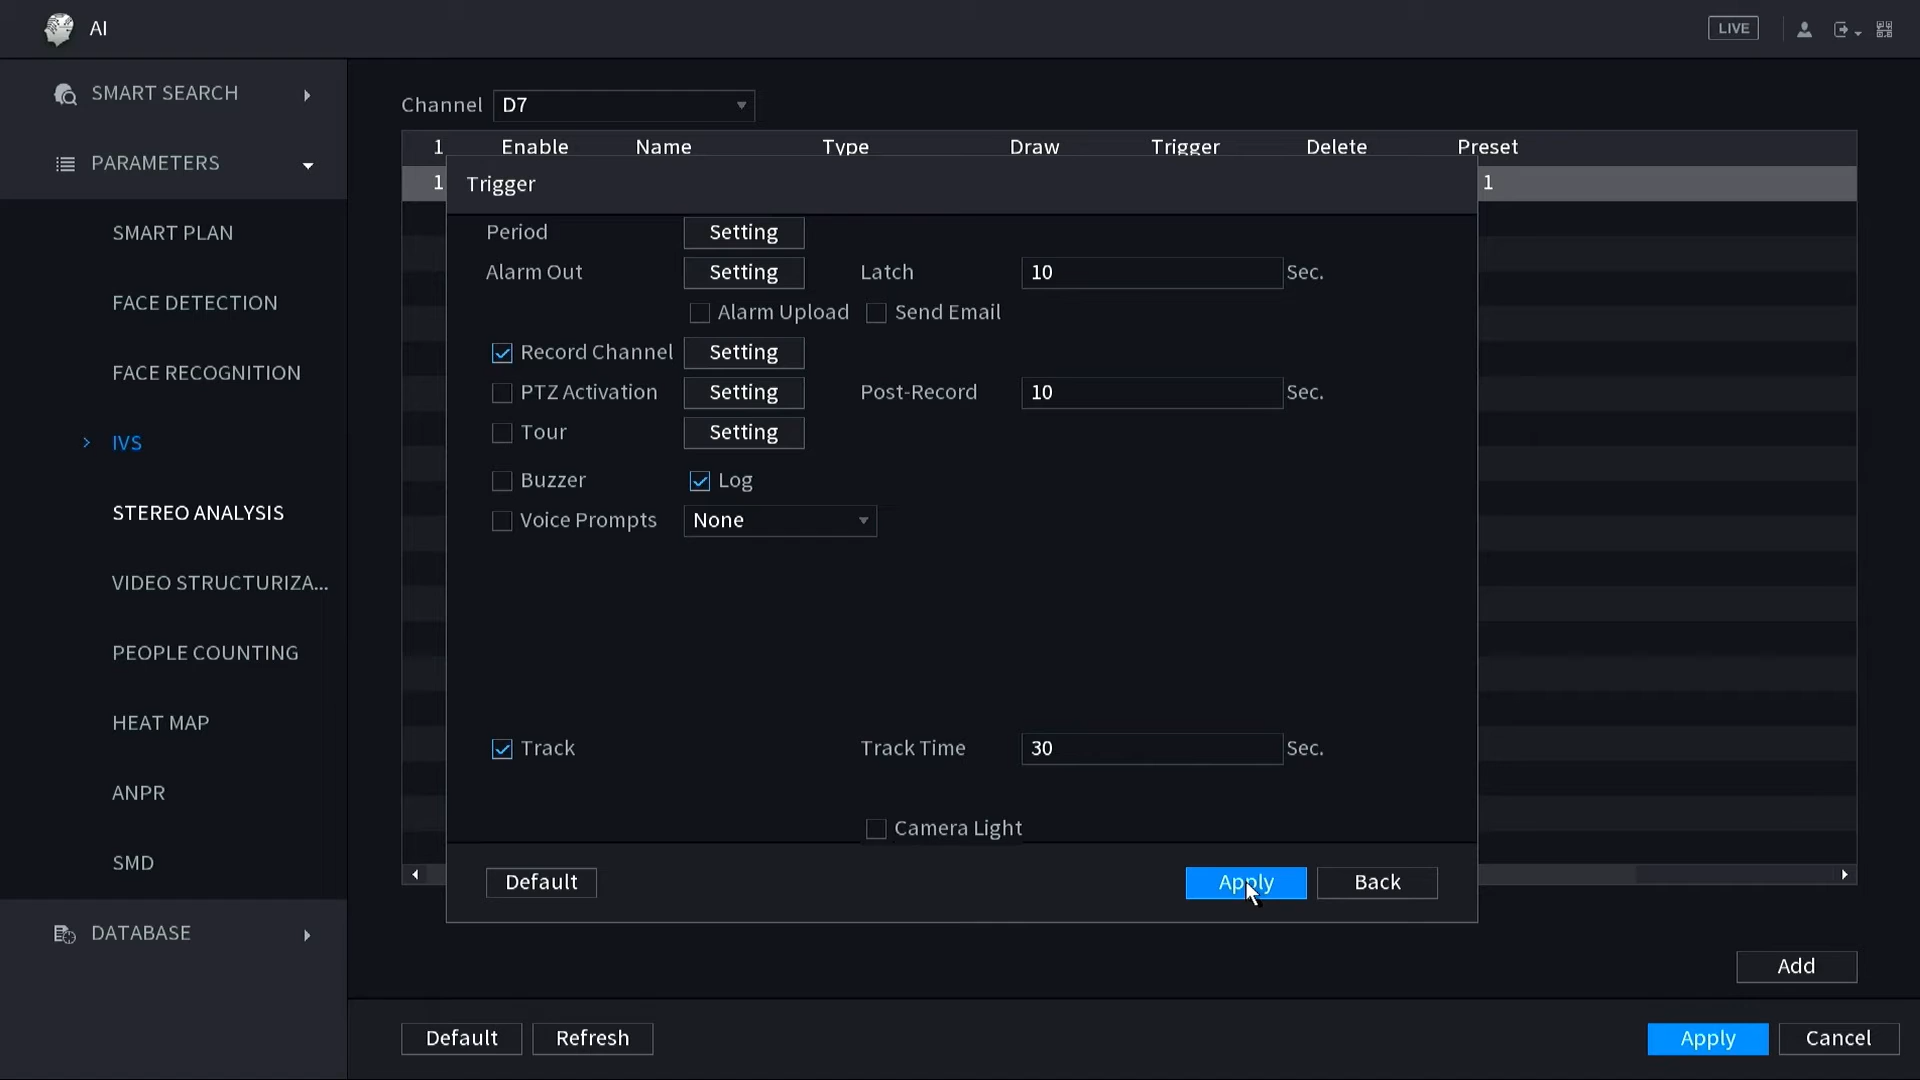 AI
LIVE
SMART SEARCH
PARAMETERS
SMART PLAN
FACE DETECTION
FACE RECOGNITION
IVS
STEREO ANALYSIS
VIDEO STRUCTURIZA...
PEOPLE COUNTING
HEAT MAP
ANPR
SMD
DATABASE
Channel D7
1 Enable Name Type Draw Trigger Delete Preset
1 1
Trigger
Period Setting
Alarm Out Setting Latch 10 Sec.
Alarm Upload Send Email
Record Channel Setting
PTZ Activation Setting Post-Record 10 Sec.
Tour Setting
Buzzer Log
Voice Prompts None
Track Track Time 30 Sec.
Camera Light
Default Apply Back
Add
Default Refresh Apply Cancel